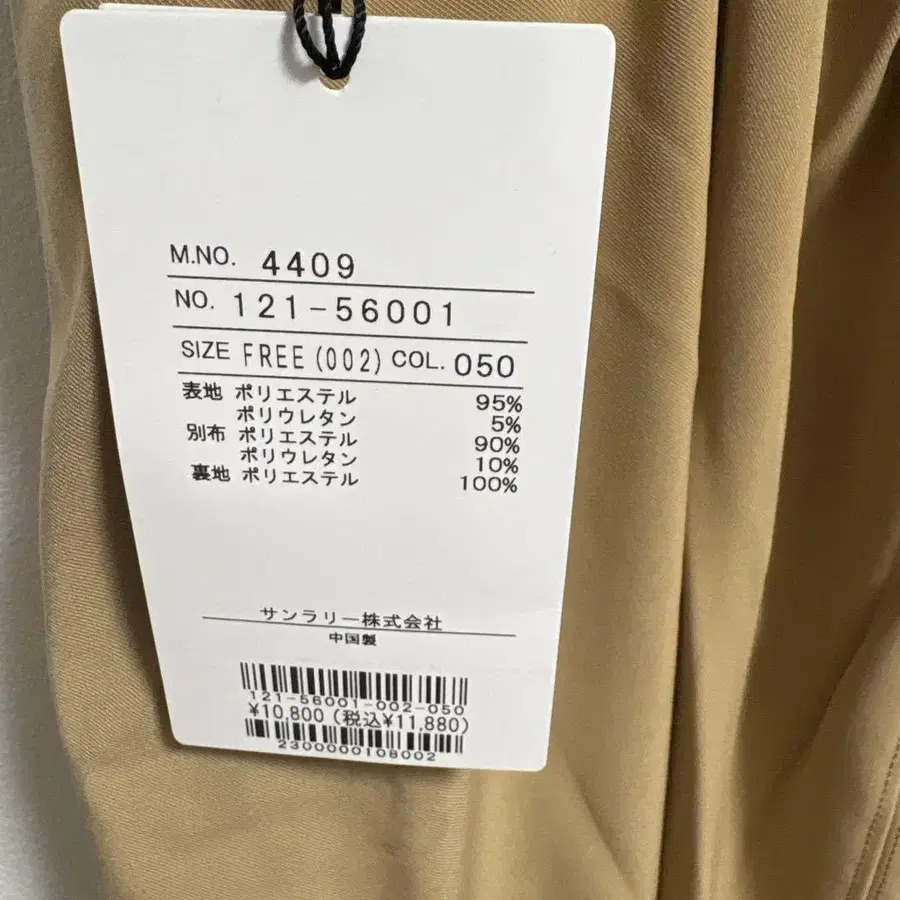 M.NO. 4409
NO. 121-56001
SIZE FREE(002) COL. 050
表地 ポリエステル 95%
ポリウレタン 5%
別布 ポリエステル 90%
ポリウレタン 10%
裏地 ポリエステル 100%
サンラリー株式会社
中国製
121-56001-002-050
¥10,800(税込¥11,880)
2300000108002